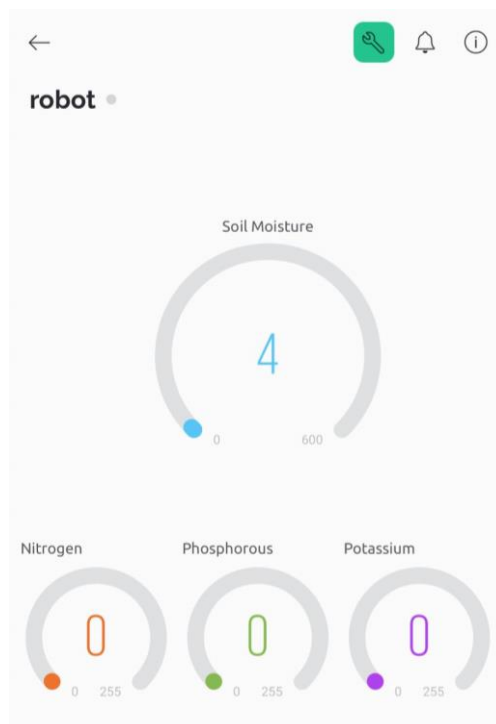 robot
Soil Moisture
4
0 600
Nitrogen Phosphorous Potassium
0 0 0
0 255 0 255 0 255